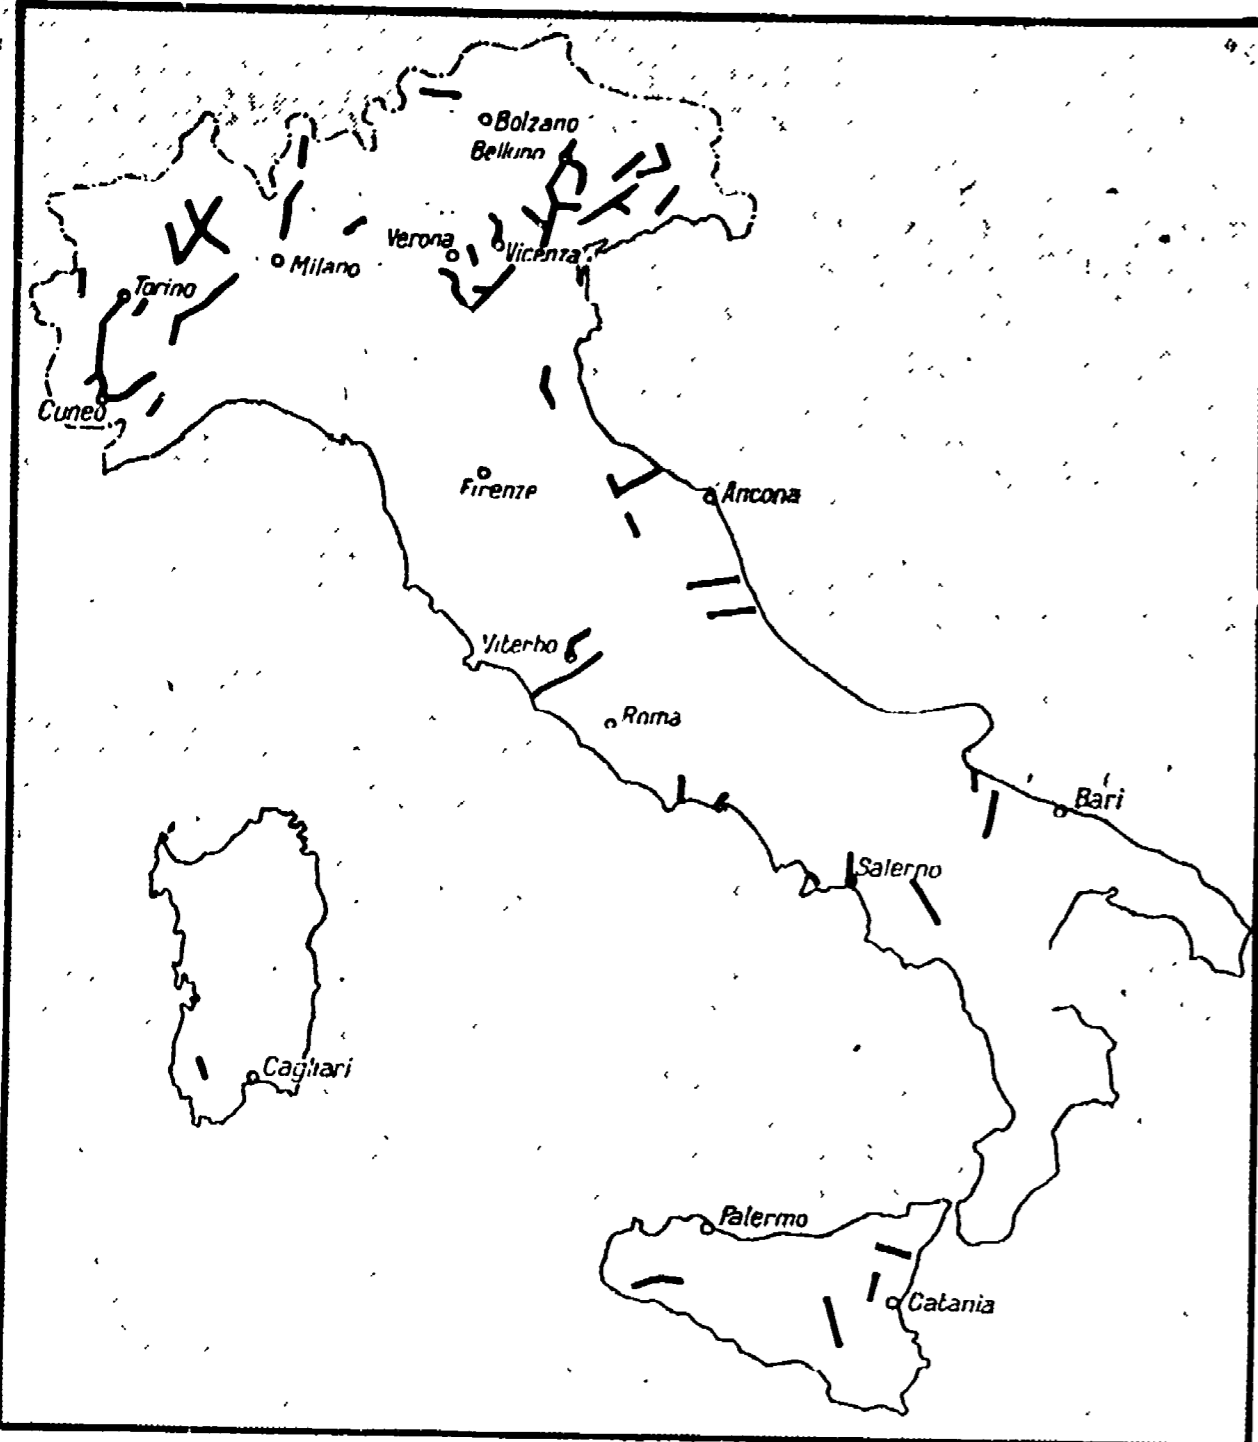 Bolzano
Belluno
Verona
Vicenza
Milano
Torino
Cuneo
Firenze
Ancona
Viterbo
Roma
Bari
Salerno
Cagliari
Palermo
Catania